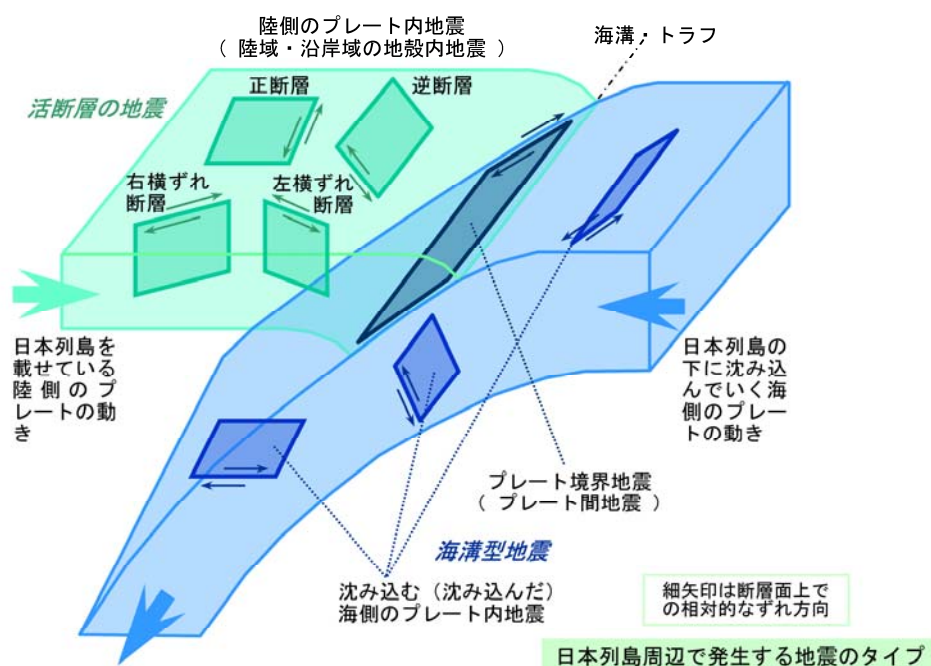 陸側のプレート内地震
（ 陸域・沿岸域の地殻内地震 ）
海溝・トラフ
正断層
逆断層
活断層の地震
右横ずれ
断層
左横ずれ
断層
日本列島を
載せている
陸側のプ
レートの動
き
日本列島の
下に沈み込
んでいく海
側のプレー
トの動き
プレート境界地震
（ プレート間地震 ）
海溝型地震
沈み込む（沈み込んだ）
海側のプレート内地震
細矢印は断層面上で
の相対的なずれ方向
日本列島周辺で発生する地震のタイプ